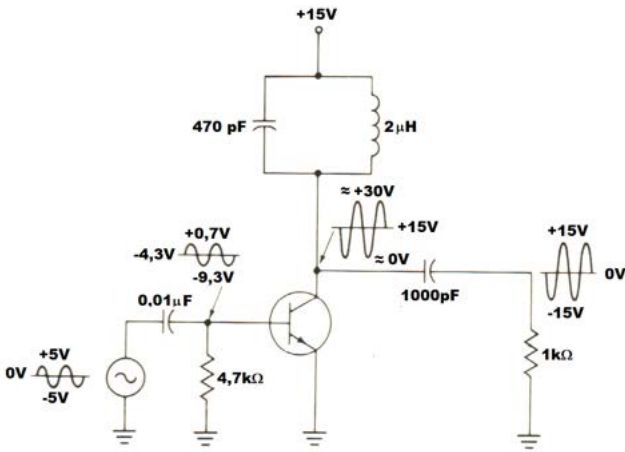 +15V
470 pF
2µH
≈ +30V
+15V
≈ 0V
+0,7V
-4,3V
-9,3V
0,01µF
1000pF
+15V
0V
-15V
+5V
0V
-5V
4,7kΩ
1kΩ